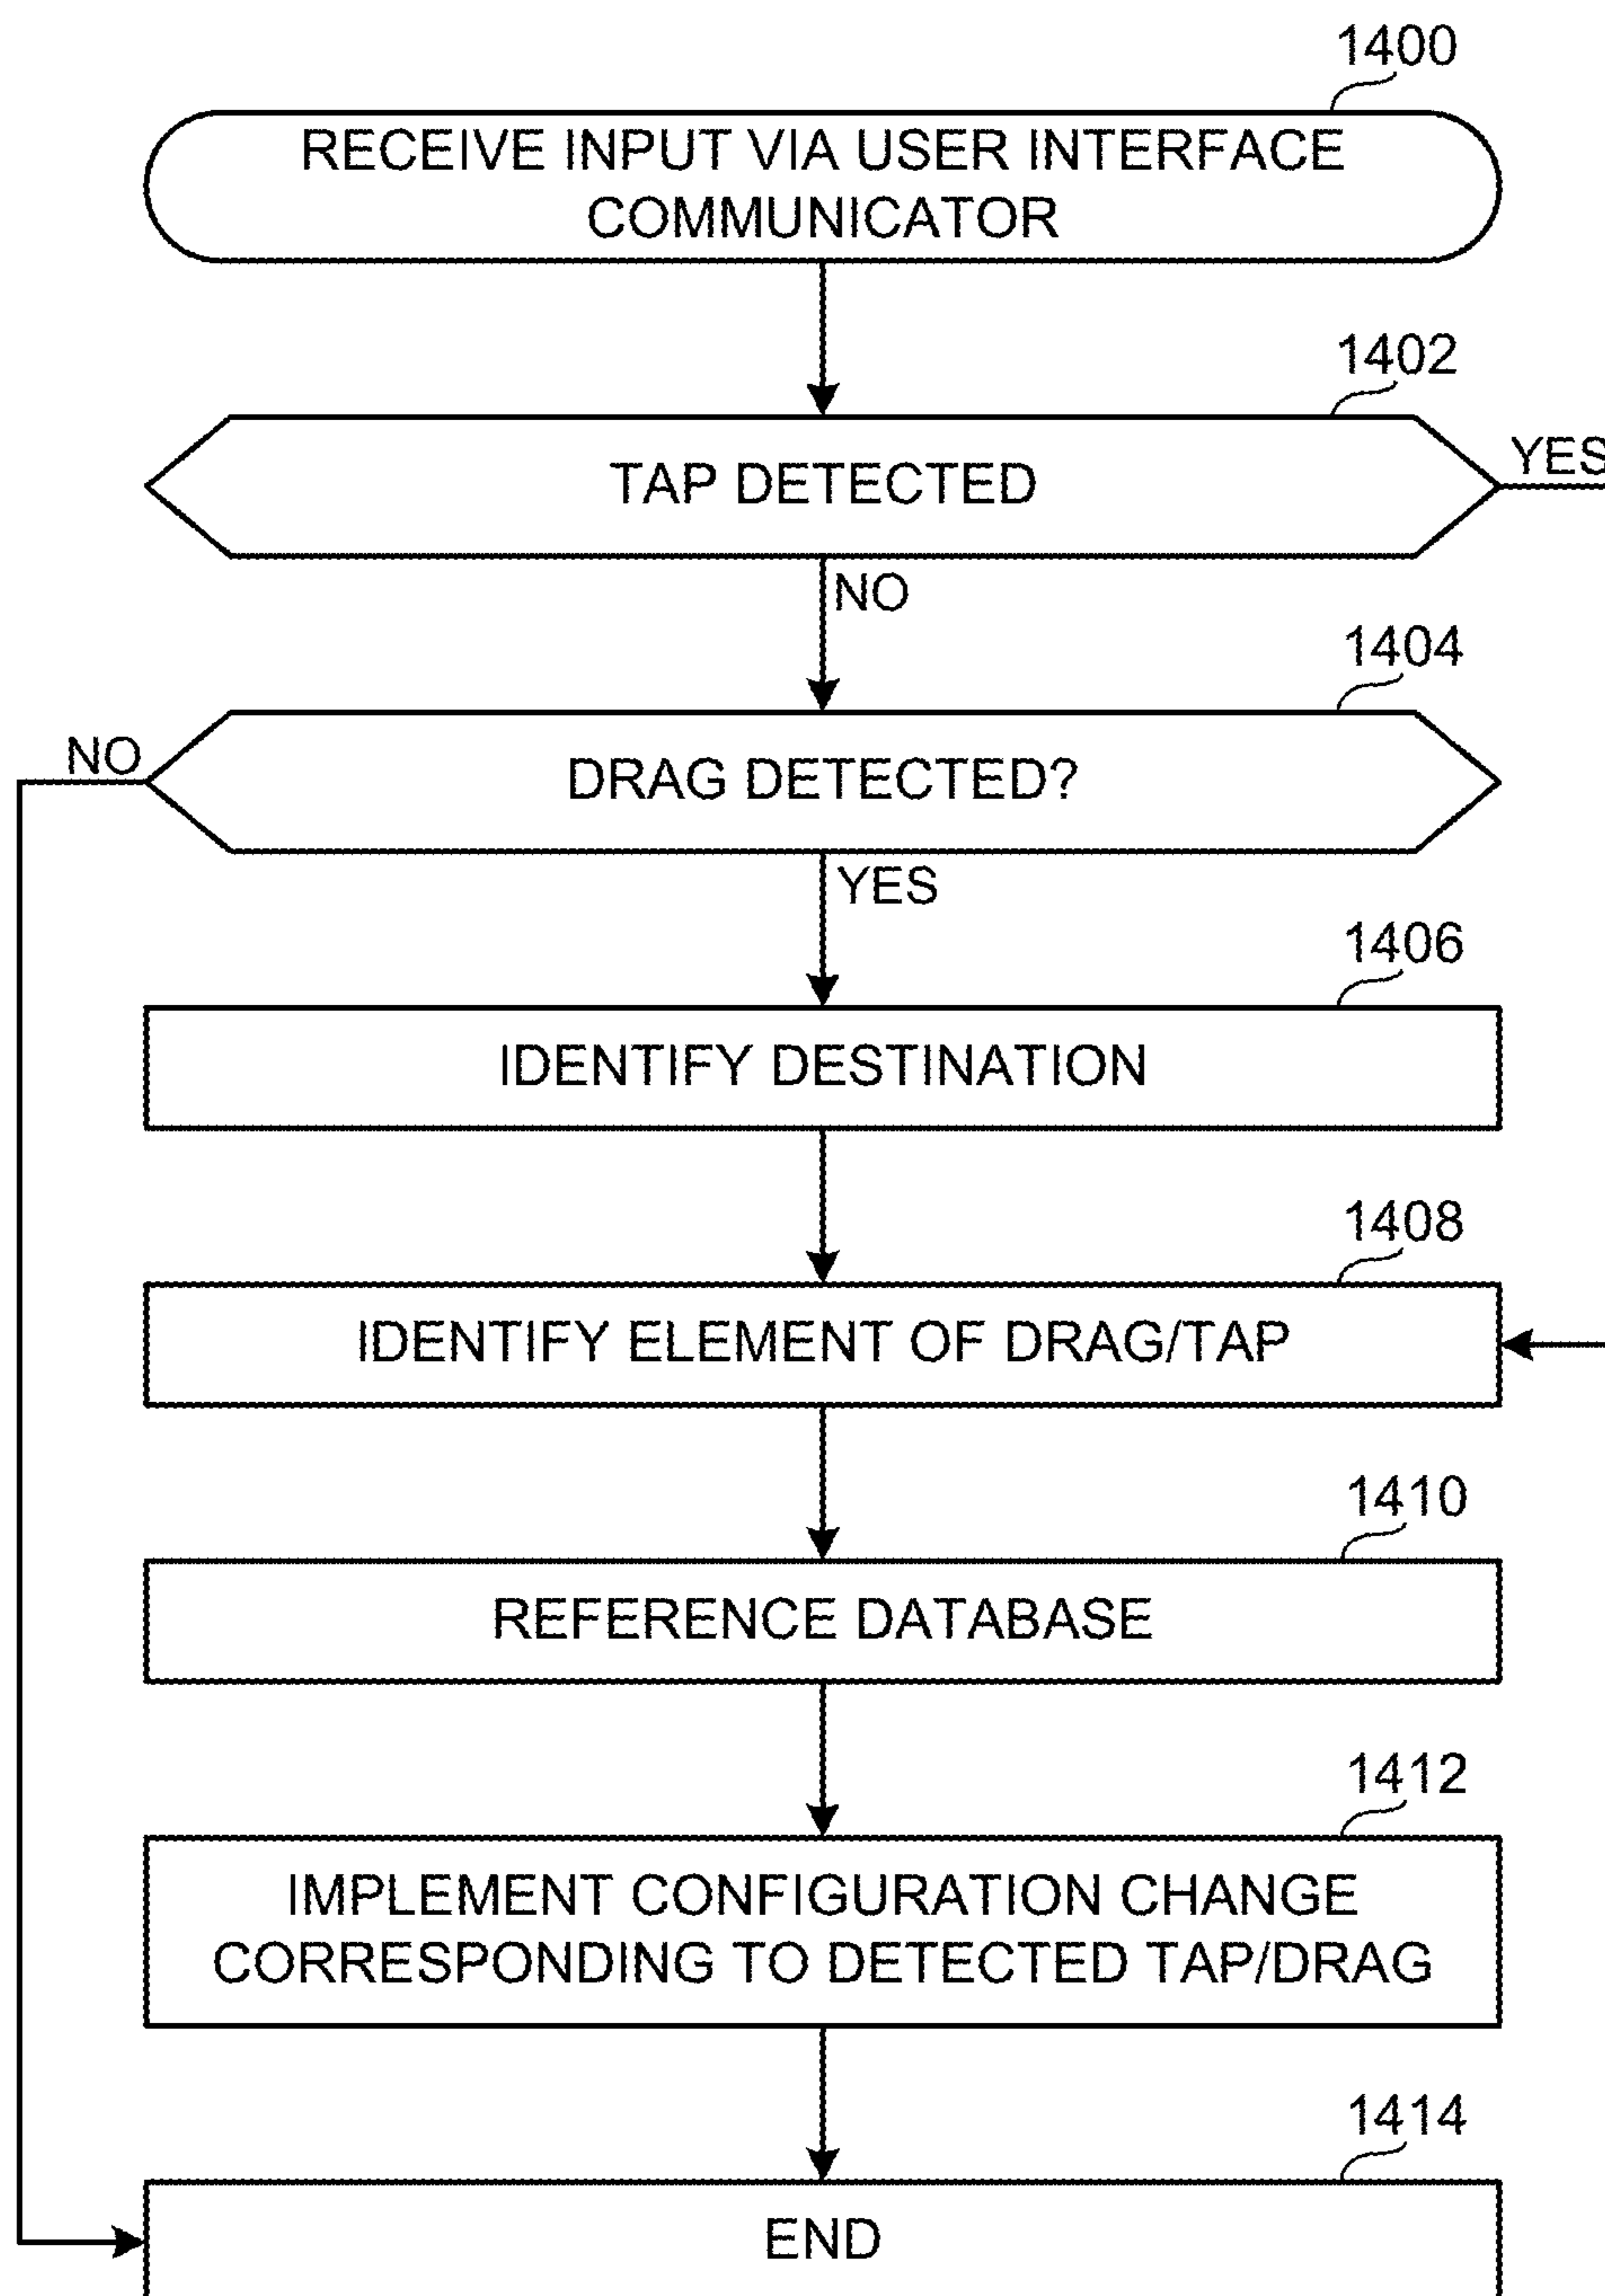 1400
RECEIVE INPUT VIA USER INTERFACE
COMMUNICATOR
1402
TAP DETECTED
YES
NO
1404
NO
DRAG DETECTED?
YES
1406
IDENTIFY DESTINATION
1408
IDENTIFY ELEMENT OF DRAG/TAP
1410
REFERENCE DATABASE
1412
IMPLEMENT CONFIGURATION CHANGE
CORRESPONDING TO DETECTED TAP/DRAG
1414
END